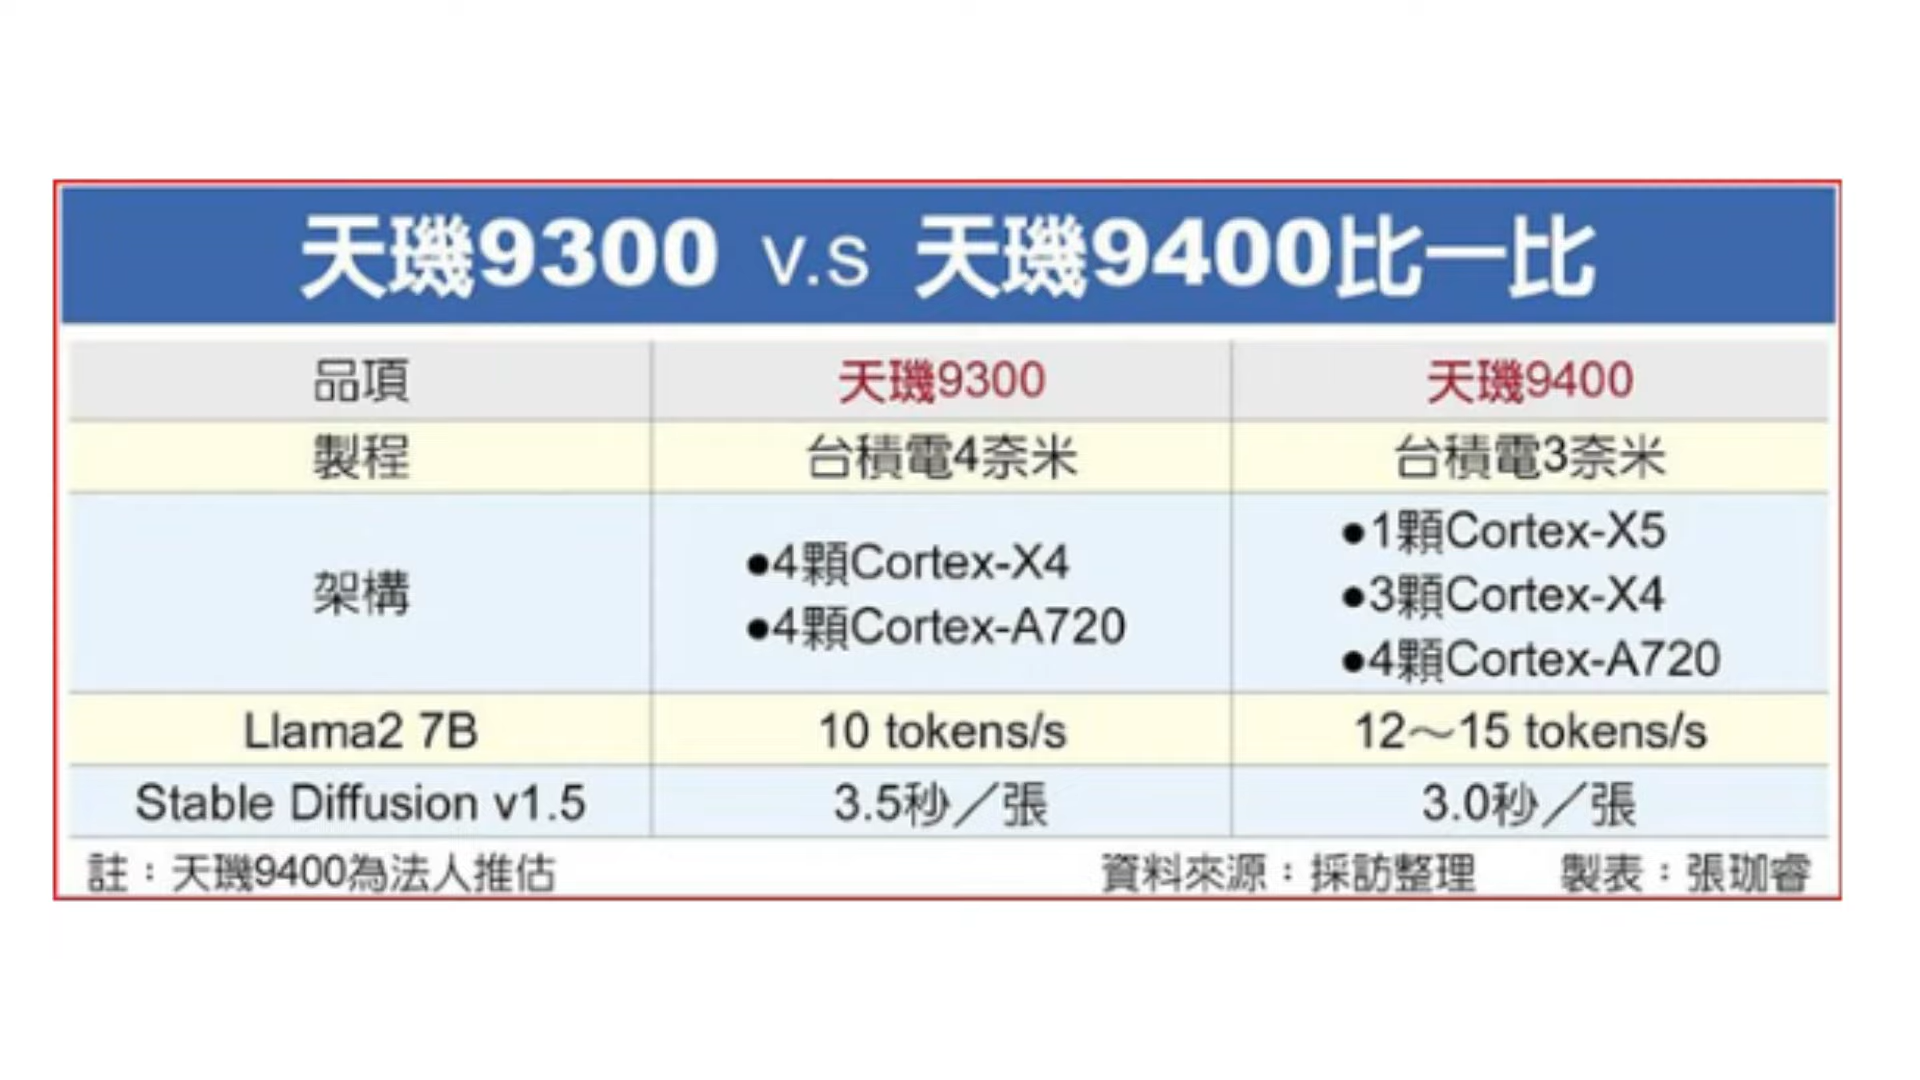 天璣9300 v.s 天璣9400比一比
品項 天璣9300 天璣9400
製程 台積電4奈米 台積電3奈米
架構
●4顆Cortex-X4
●4顆Cortex-A720
●1顆Cortex-X5
●3顆Cortex-X4
●4顆Cortex-A720
Llama2 7B 10 tokens/s 12～15 tokens/s
Stable Diffusion v1.5 3.5秒／張 3.0秒／張
註：天璣9400為法人推估 資料來源：採訪整理 製表：張珈睿